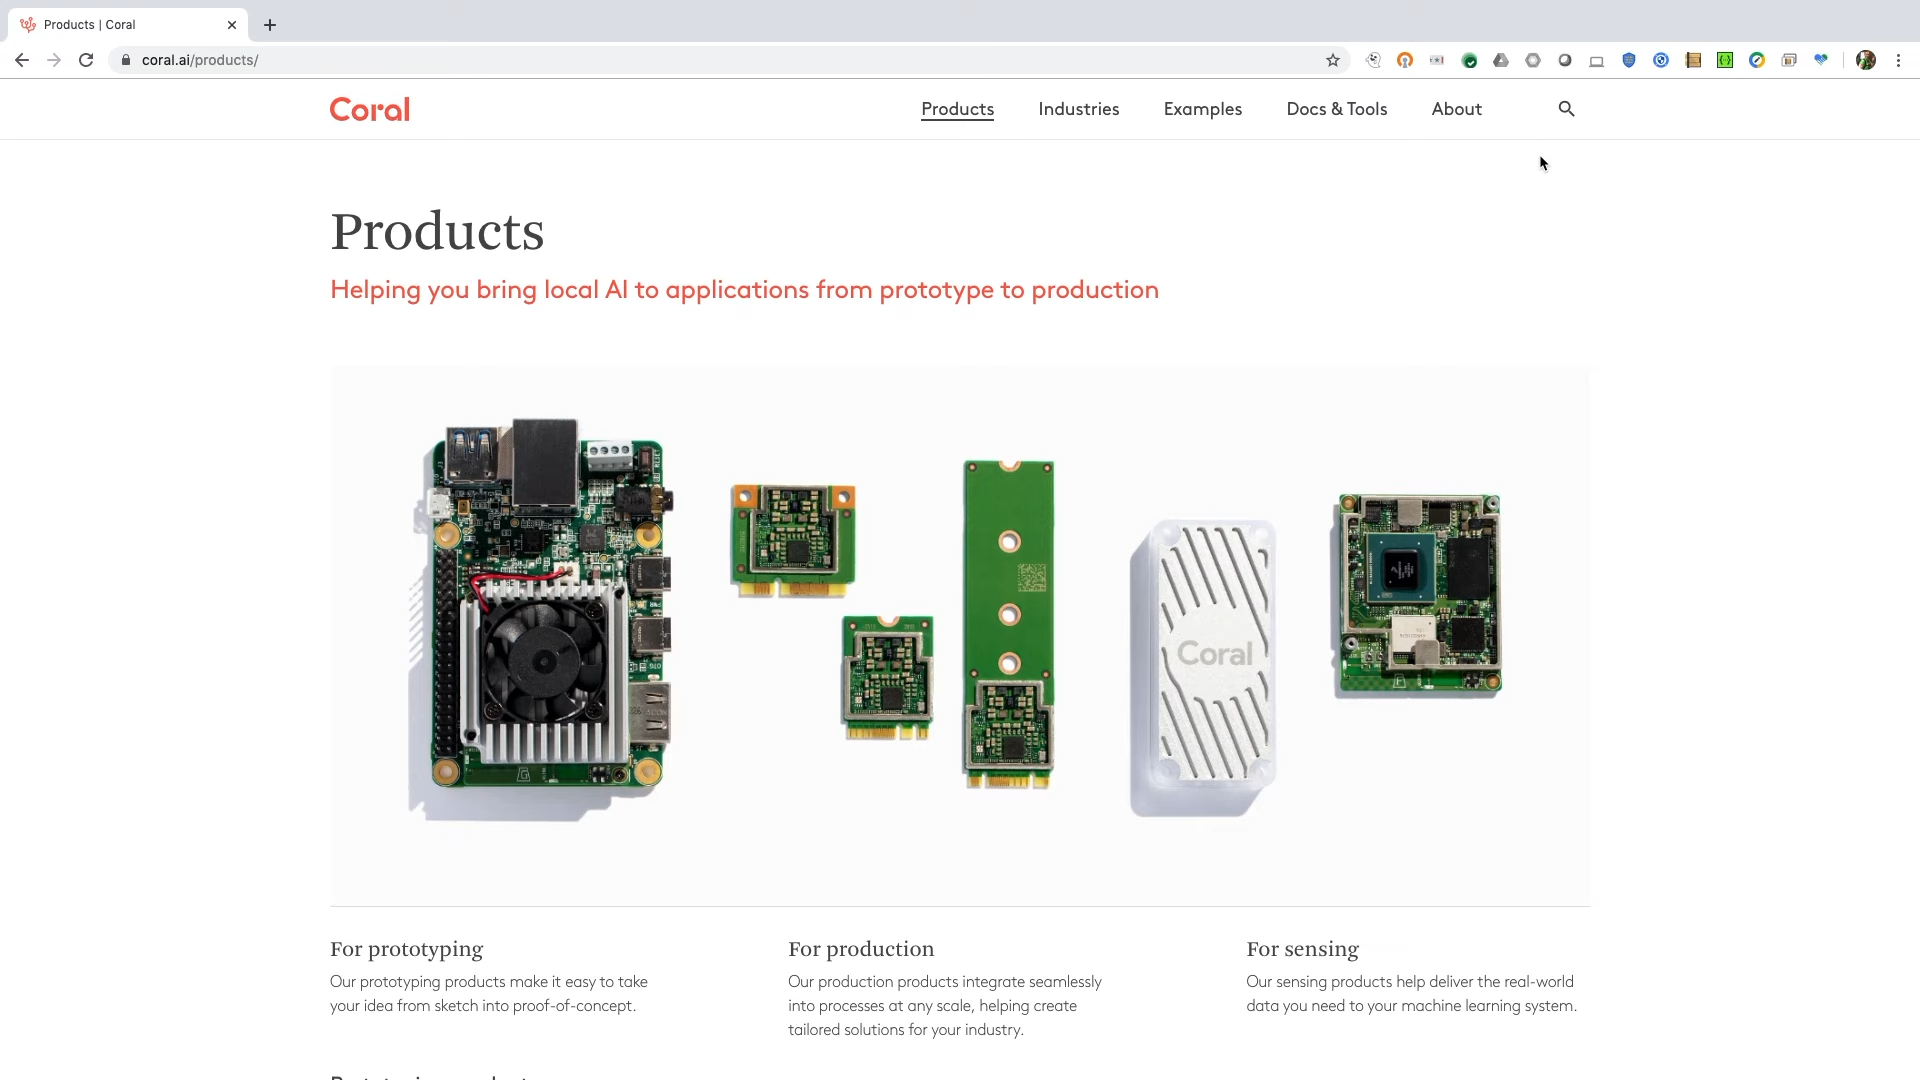 Products | Coral
coral.ai/products/
Coral
Products
Industries
Examples
Docs & Tools
About
Products
Helping you bring local AI to applications from prototype to production
Coral
For prototyping
Our prototyping products make it easy to take
your idea from sketch into proof-of-concept.
For production
Our production products integrate seamlessly
into processes at any scale, helping create
tailored solutions for your industry.
For sensing
Our sensing products help deliver the real-world
data you need to your machine learning system.